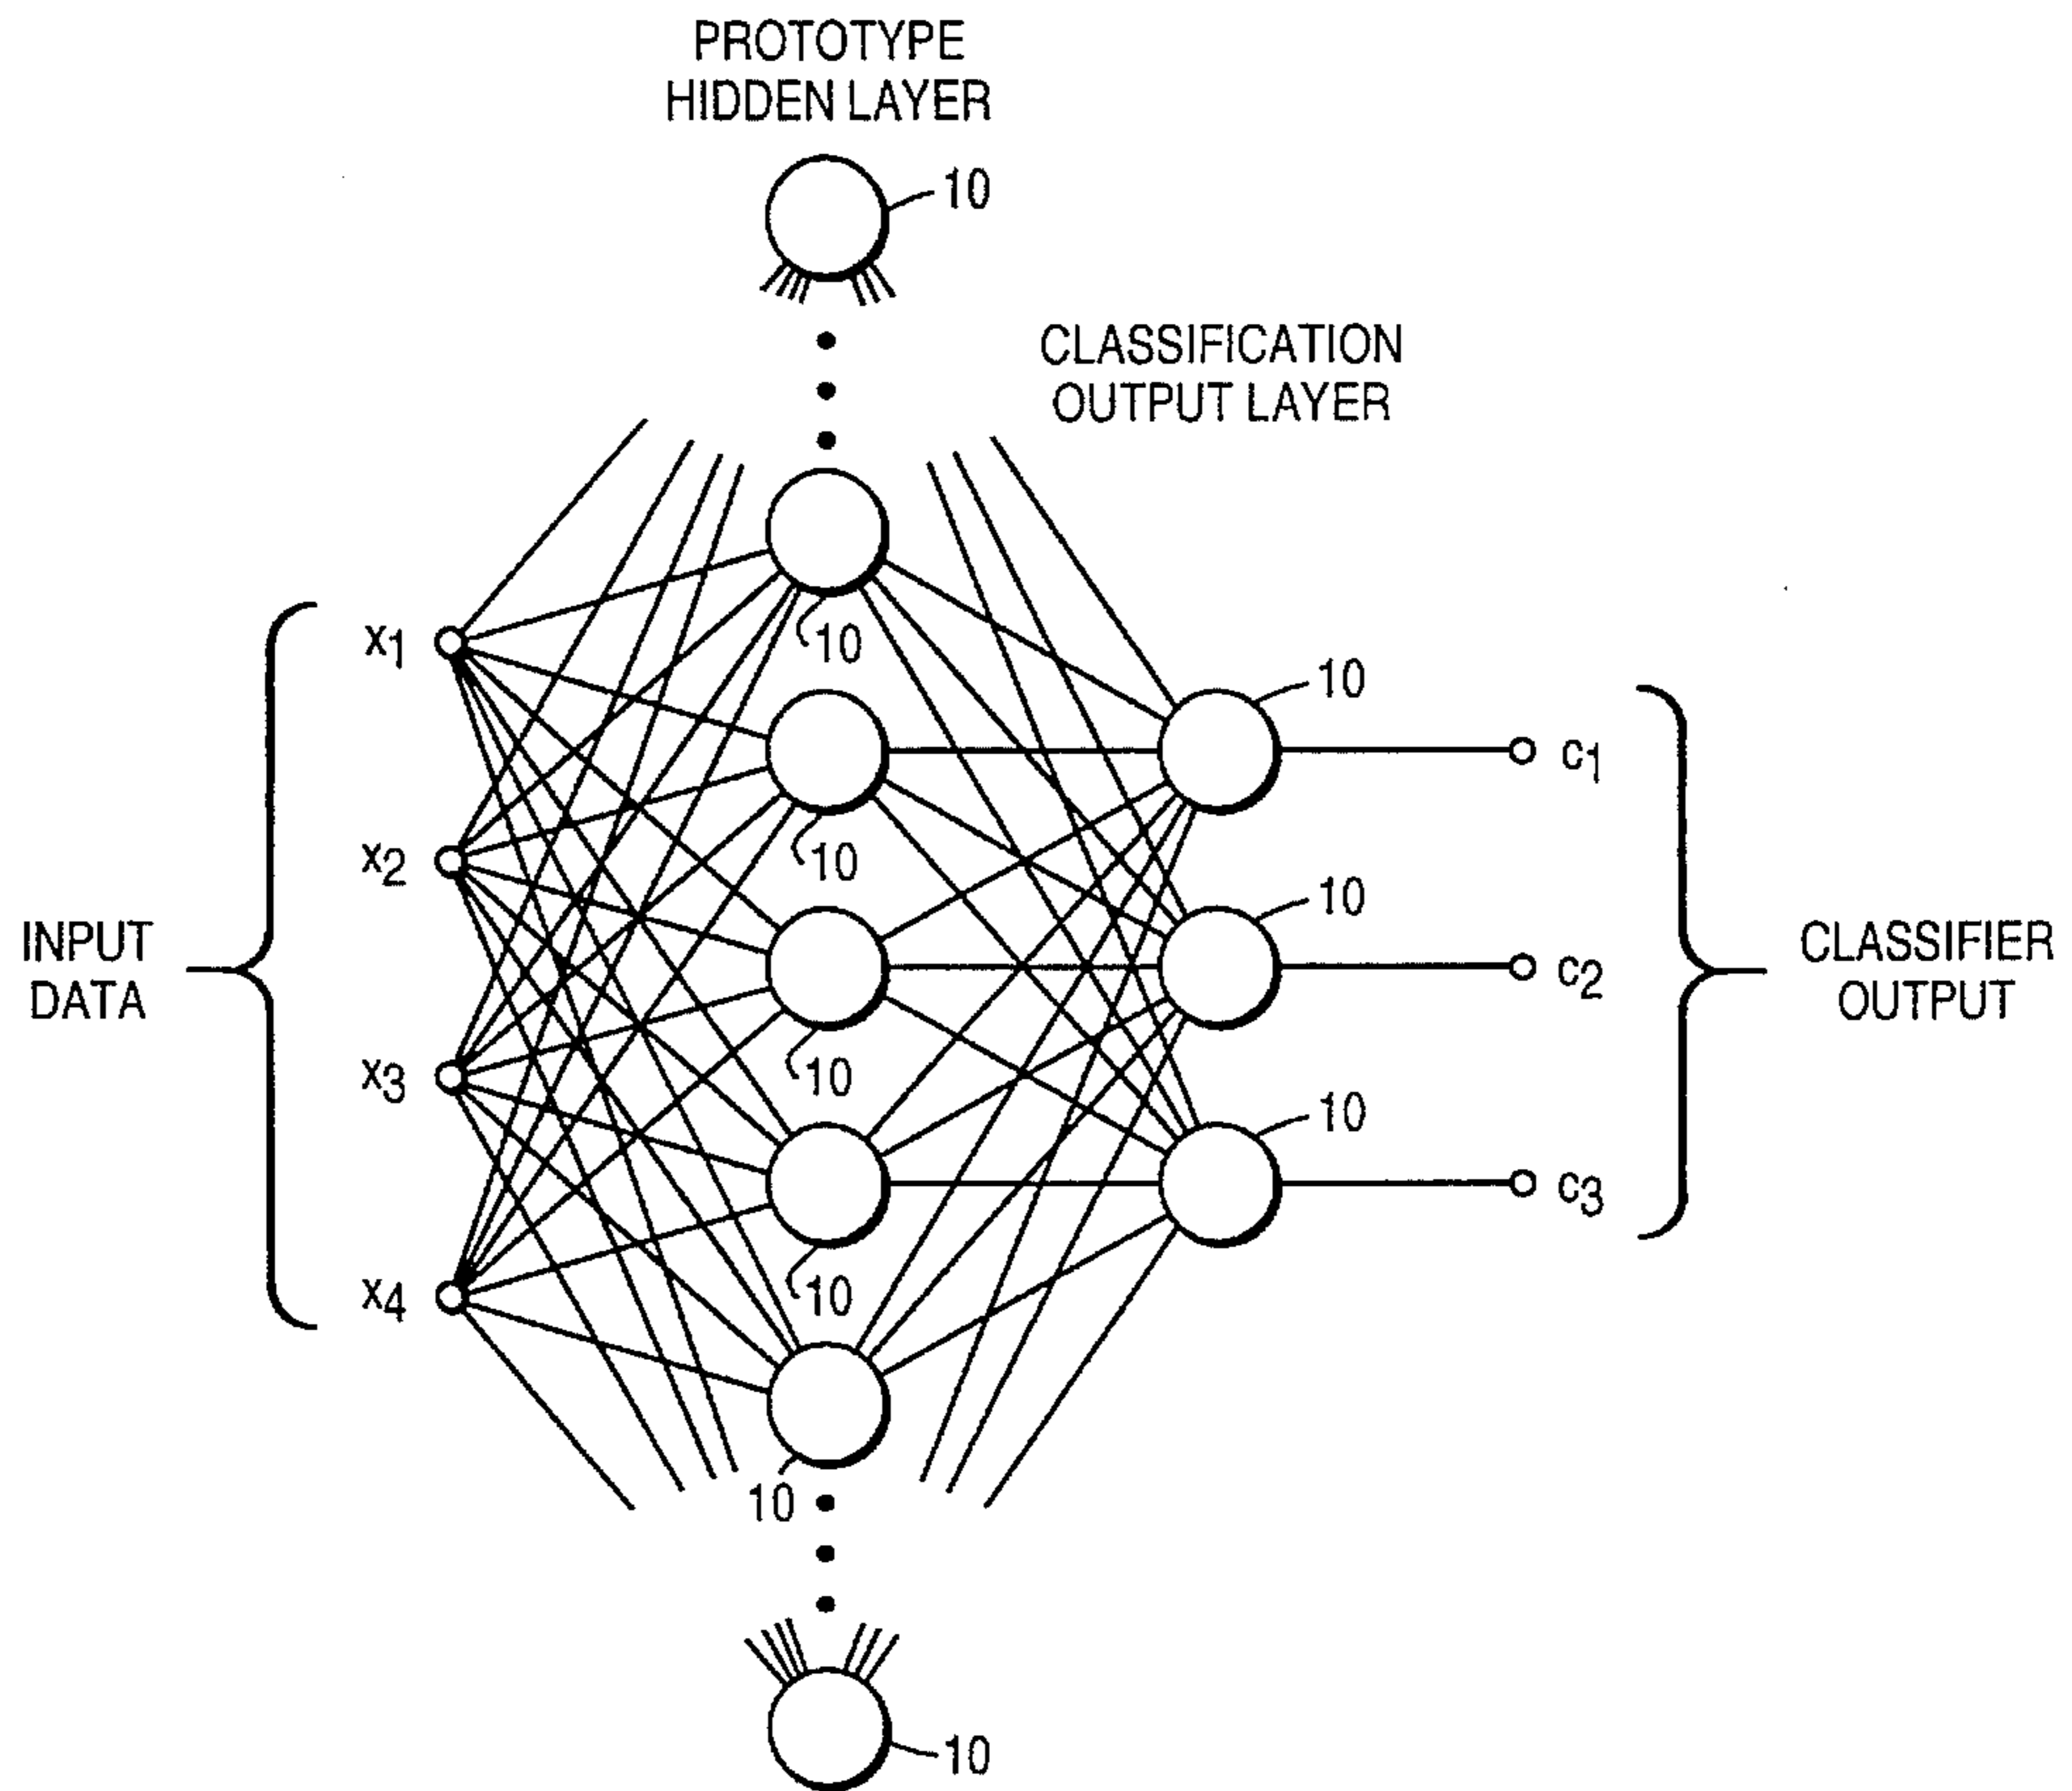 PROTOTYPE
HIDDEN LAYER
10
CLASSIFICATION
OUTPUT LAYER
x1
10
10
c1
x2
10
10
INPUT
DATA
c2
CLASSIFIER
OUTPUT
x3
10
10
c3
x4
10
10
10